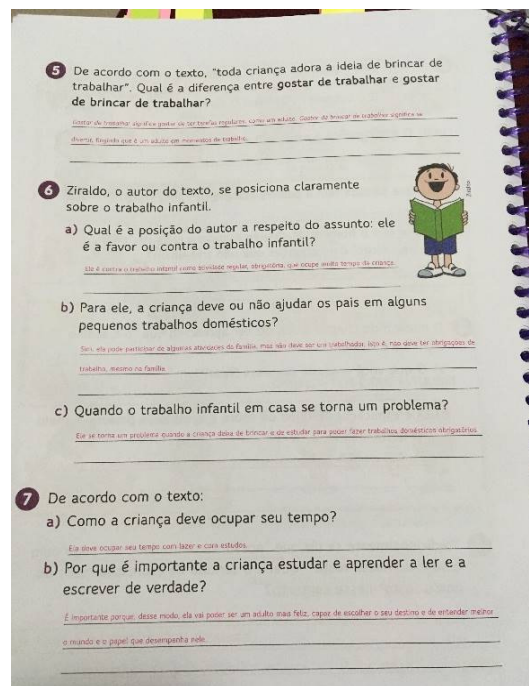 5 De acordo com o texto, "toda criança adora a ideia de brincar de
trabalhar". Qual é a diferença entre gostar de trabalhar e gostar
de brincar de trabalhar?
Gostar de trabalhar significa gostar de ter tarefas regulares, como um adulto. Gostar de brincar de trabalhar significa se
divertir, fingindo que é um adulto em momentos de trabalho.
6 Ziraldo, o autor do texto, se posiciona claramente
sobre o trabalho infantil.
a) Qual é a posição do autor a respeito do assunto: ele
é a favor ou contra o trabalho infantil?
Ele é contra o trabalho infantil como atividade regular, obrigatória, que ocupe muito tempo da criança.
b) Para ele, a criança deve ou não ajudar os pais em alguns
pequenos trabalhos domésticos?
Sim, ela pode participar de algumas atividades da família, mas não deve ser um trabalhador, isto é, não deve ter obrigações de
trabalho, mesmo na família.
c) Quando o trabalho infantil em casa se torna um problema?
Ele se torna um problema quando a criança deixa de brincar e de estudar para poder fazer trabalhos domésticos obrigatórios.
7 De acordo com o texto:
a) Como a criança deve ocupar seu tempo?
Ela deve ocupar seu tempo com lazer e com estudos.
b) Por que é importante a criança estudar e aprender a ler e a
escrever de verdade?
É importante porque, desse modo, ela vai poder ser um adulto mais feliz, capaz de escolher o seu destino e de entender melhor
o mundo e o papel que desempenha nele.